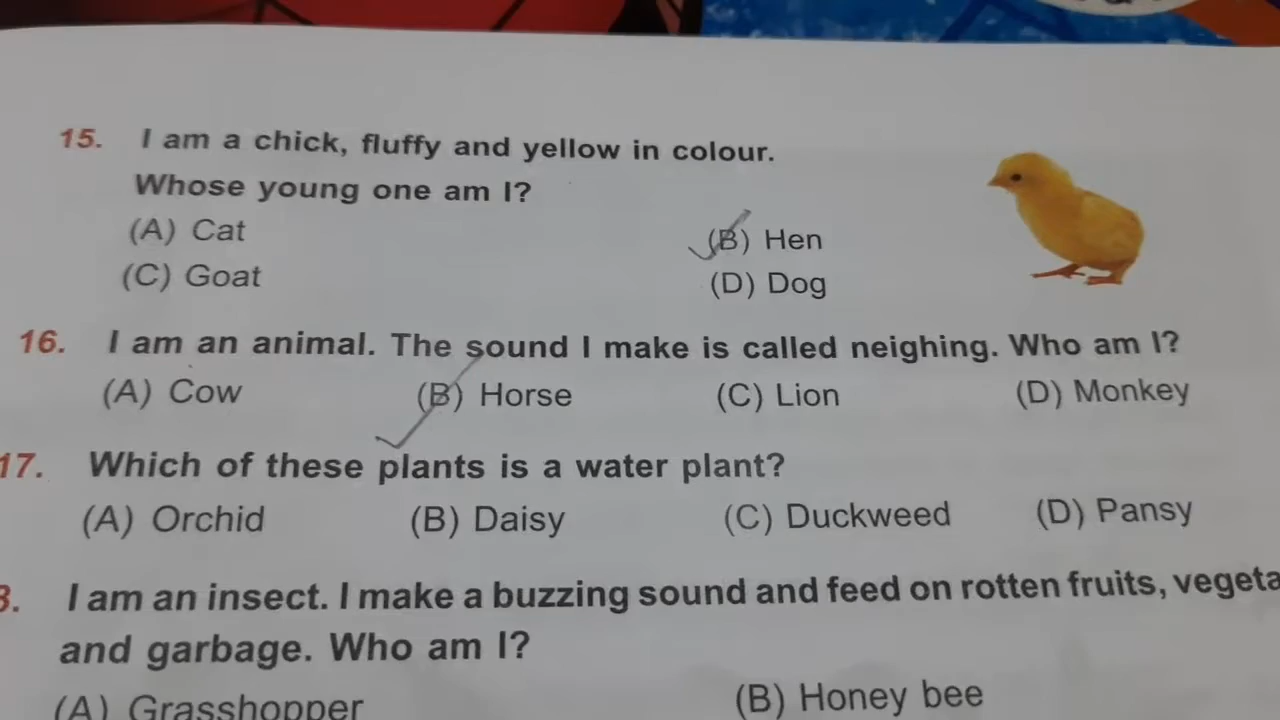 15. I am a chick, fluffy and yellow in colour.
Whose young one am I?
(A) Cat (B) Hen
(C) Goat (D) Dog
16. I am an animal. The sound I make is called neighing. Who am I?
(A) Cow (B) Horse (C) Lion (D) Monkey
17. Which of these plants is a water plant?
(A) Orchid (B) Daisy (C) Duckweed (D) Pansy
8. I am an insect. I make a buzzing sound and feed on rotten fruits,
and garbage. Who am I?
(A) Grasshopper (B) Honey bee